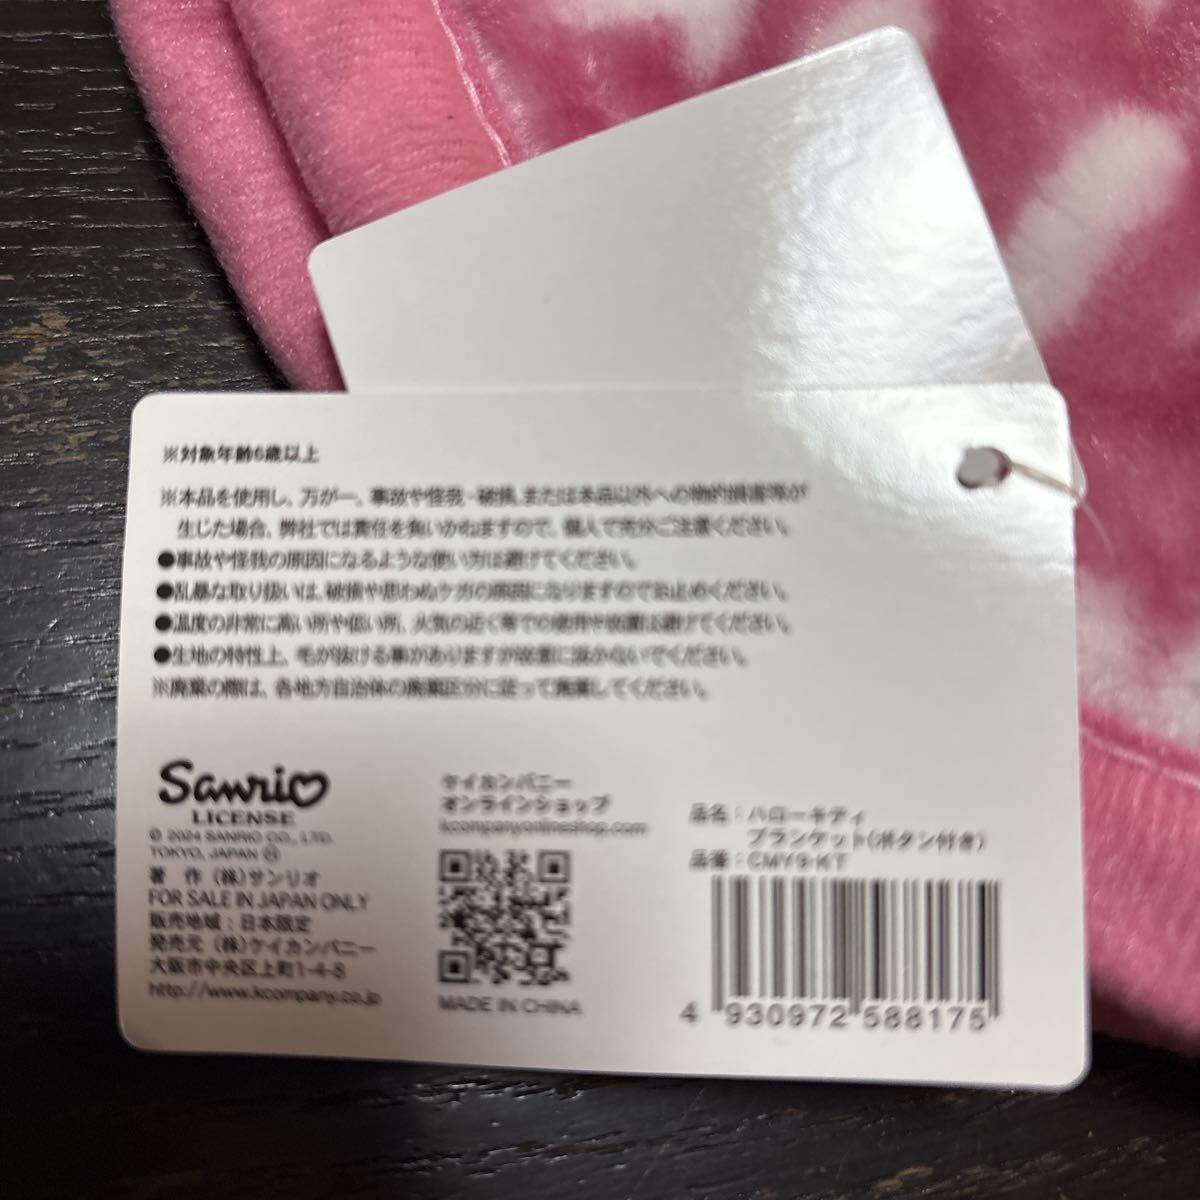 ※対象年齢6歳以上
※本品を使用し、万が一、事故や怪我・破損、または本品以外への物的損害等が
生じた場合、弊社では責任を負いかねますので、個人で充分ご注意ください。
●事故や怪我の原因になるような使い方は避けてください。
●乱暴な取り扱いは、破損や思わぬケガの原因になりますのでお止めください。
●温度の非常に高い所や低い所、火気の近く等での使用や放置は避けてください。
●生地の特性上、毛が抜ける事がありますが故意に抜かないでください。
※廃棄の際は、各地方自治体の廃棄区分に従って廃棄してください。
Sanrio
LICENSE
© 2024 SANRIO CO., LTD.
TOKYO, JAPAN Ⓗ
著　作 (株)サンリオ
FOR SALE IN JAPAN ONLY
販売地域:日本限定
発売元 (株)ケイカンパニー
大阪市中央区上町1-4-8
http://www.kcompany.co.jp
ケイカンパニー
オンラインショップ
kcompanyonlineshop.com
MADE IN CHINA
品名:ハローキティ
ブランケット(ボタン付き)
品番:CMY9-KT
4 930972 588175